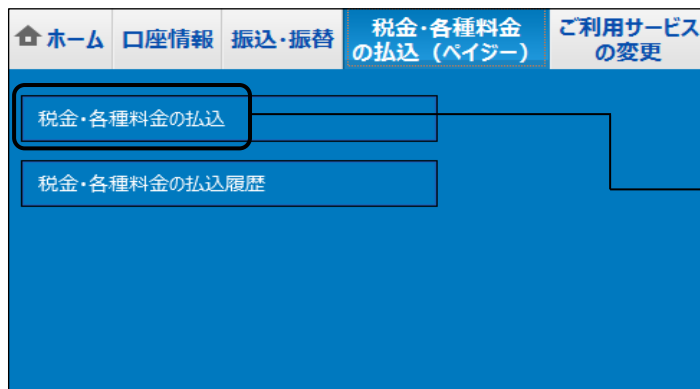 ホーム
口座情報
振込・振替
税金・各種料金
の払込（ペイジー）
ご利用サービス
の変更
税金・各種料金の払込
税金・各種料金の払込履歴